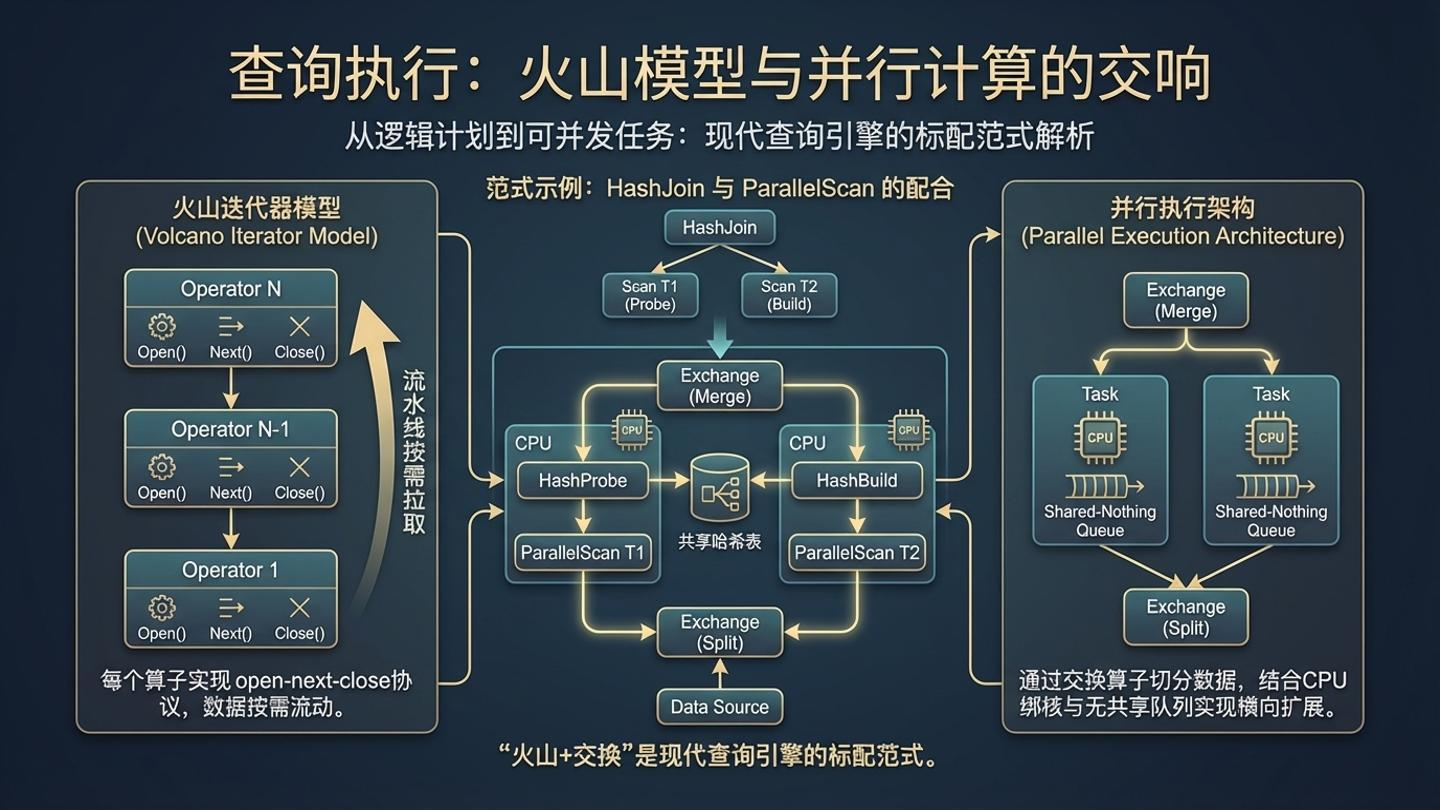 查询执行：火山模型与并行计算的交响
从逻辑计划到可并发任务：现代查询引擎的标配范式解析
火山迭代器模型
(Volcano Iterator Model)
Operator N
Open() Next() Close()
Operator N-1
Open() Next() Close()
Operator 1
Open() Next() Close()
流水线按需拉取
每个算子实现 open-next-close协
议，数据按需流动。
范式示例：HashJoin 与 ParallelScan 的配合
HashJoin
Scan T1
(Probe)
Scan T2
(Build)
Exchange
(Merge)
CPU
CPU
HashProbe
ParallelScan T1
共享哈希表
CPU
CPU
HashBuild
ParallelScan T2
Exchange
(Split)
Data Source
“火山+交换”是现代查询引擎的标配范式。
并行执行架构
(Parallel Execution Architecture)
Exchange
(Merge)
Task
CPU
Shared-Nothing
Queue
Task
CPU
Shared-Nothing
Queue
Exchange
(Split)
通过交换算子切分数据，结合CPU
绑核与无共享队列实现横向扩展。